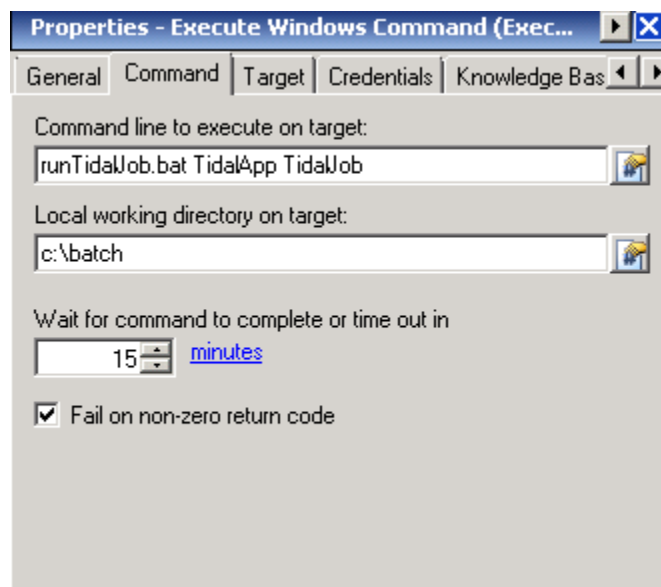 Properties - Execute Windows Command (Exec...
General Command Target Credentials Knowledge Bas
Command line to execute on target:
runTidalJob.bat TidalApp TidalJob
Local working directory on target:
c:\batch
Wait for command to complete or time out in
15 minutes
Fail on non-zero return code